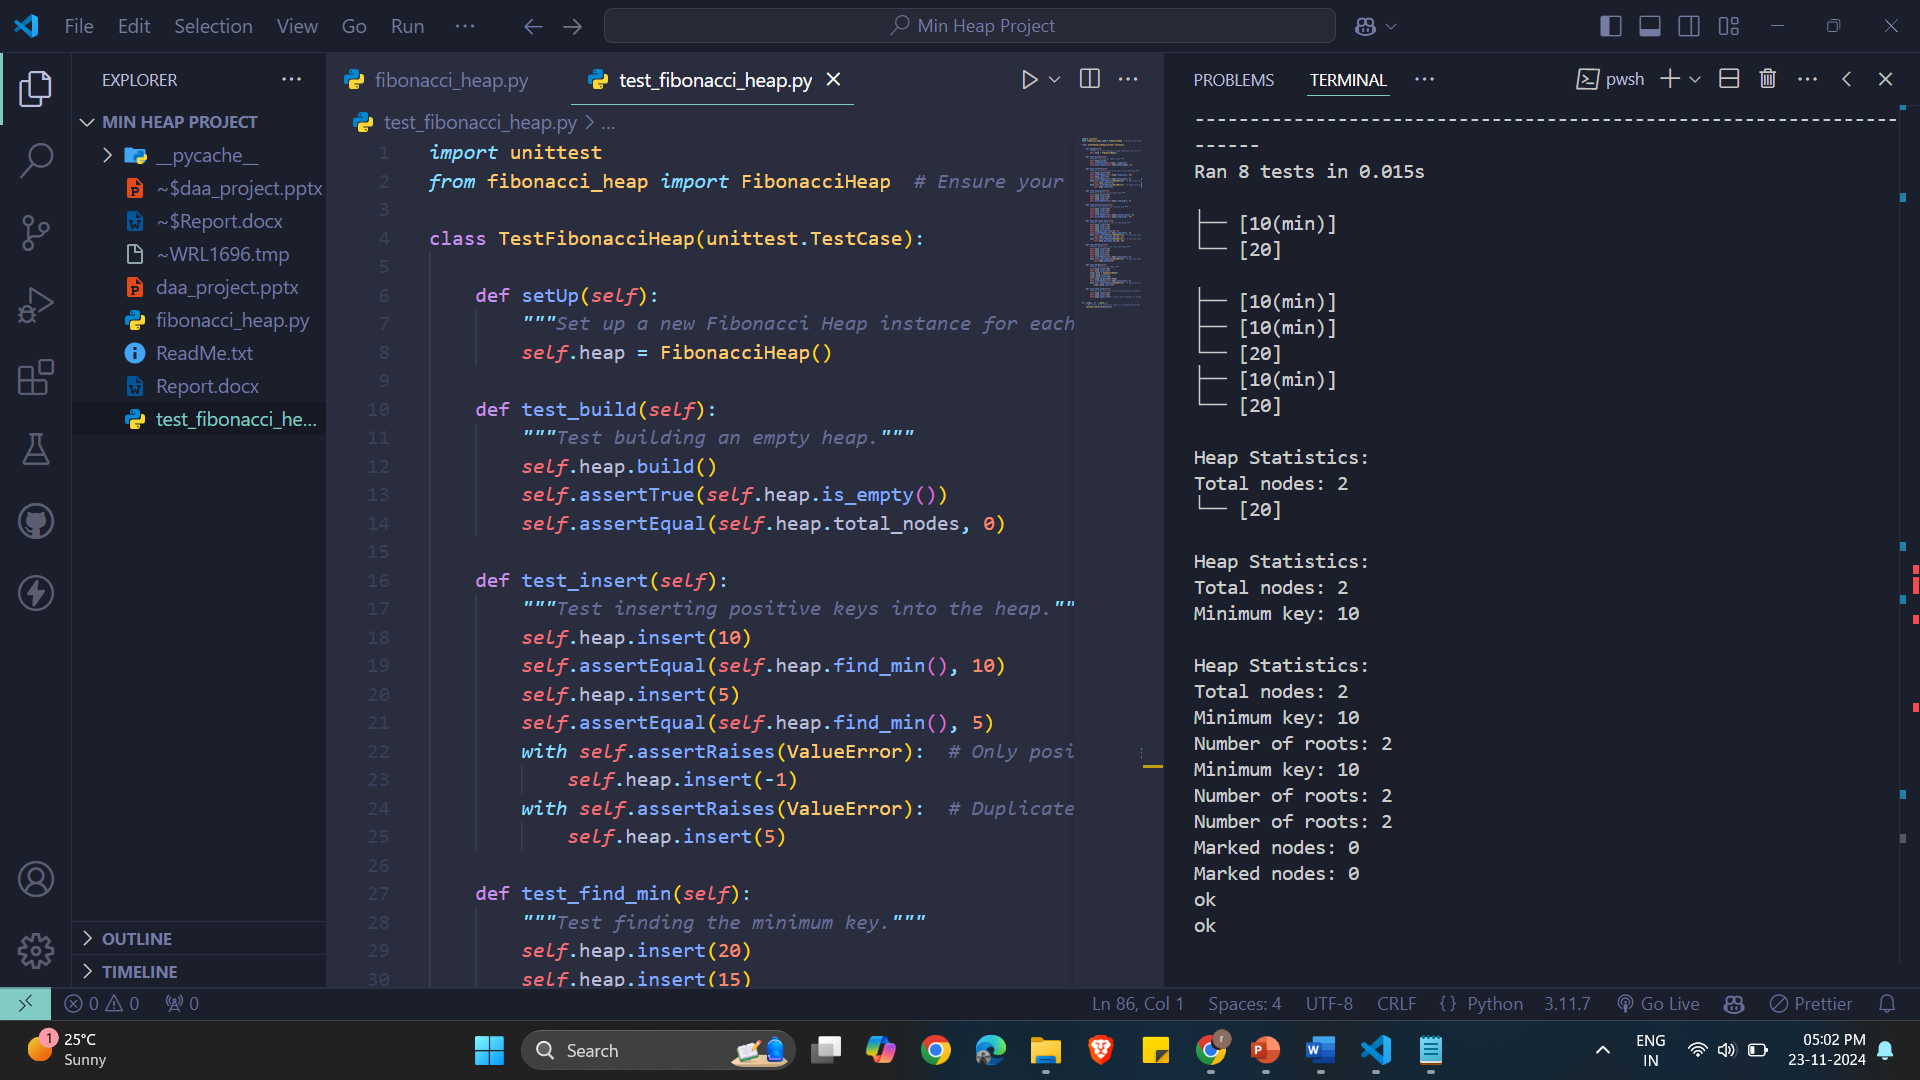 File Edit Selection View Go Run ···
Min Heap Project
EXPLORER
MIN HEAP PROJECT
__pycache__
~$daa_project.pptx
~$Report.docx
~WRL1696.tmp
daa_project.pptx
fibonacci_heap.py
ReadMe.txt
Report.docx
test_fibonacci_he...
OUTLINE
TIMELINE
fibonacci_heap.py
test_fibonacci_heap.py
test_fibonacci_heap.py > ...
1 import unittest
2 from fibonacci_heap import FibonacciHeap  # Ensure your
3
4 class TestFibonacciHeap(unittest.TestCase):
5
6     def setUp(self):
7         """Set up a new Fibonacci Heap instance for each
8         self.heap = FibonacciHeap()
9
10     def test_build(self):
11         """Test building an empty heap."""
12         self.heap.build()
13         self.assertTrue(self.heap.is_empty())
14         self.assertEqual(self.heap.total_nodes, 0)
15
16     def test_insert(self):
17         """Test inserting positive keys into the heap.""
18         self.heap.insert(10)
19         self.assertEqual(self.heap.find_min(), 10)
20         self.heap.insert(5)
21         self.assertEqual(self.heap.find_min(), 5)
22         with self.assertRaises(ValueError):  # Only posi
23             self.heap.insert(-1)
24         with self.assertRaises(ValueError):  # Duplicate
25             self.heap.insert(5)
26
27     def test_find_min(self):
28         """Test finding the minimum key."""
29         self.heap.insert(20)
30         self.heap.insert(15)
PROBLEMS TERMINAL ···
pwsh
----------------------------------------------------------------
------
Ran 8 tests in 0.015s
├── [10(min)]
└── [20]
├── [10(min)]
├── [10(min)]
└── [20]
├── [10(min)]
└── [20]
Heap Statistics:
Total nodes: 2
└── [20]
Heap Statistics:
Total nodes: 2
Minimum key: 10
Heap Statistics:
Total nodes: 2
Minimum key: 10
Number of roots: 2
Minimum key: 10
Number of roots: 2
Number of roots: 2
Marked nodes: 0
Marked nodes: 0
ok
ok
0 0 0
Ln 86, Col 1 Spaces: 4 UTF-8 CRLF {} Python 3.11.7 Go Live Prettier
1
25°C
Sunny
Search
ENG
IN
05:02 PM
23-11-2024